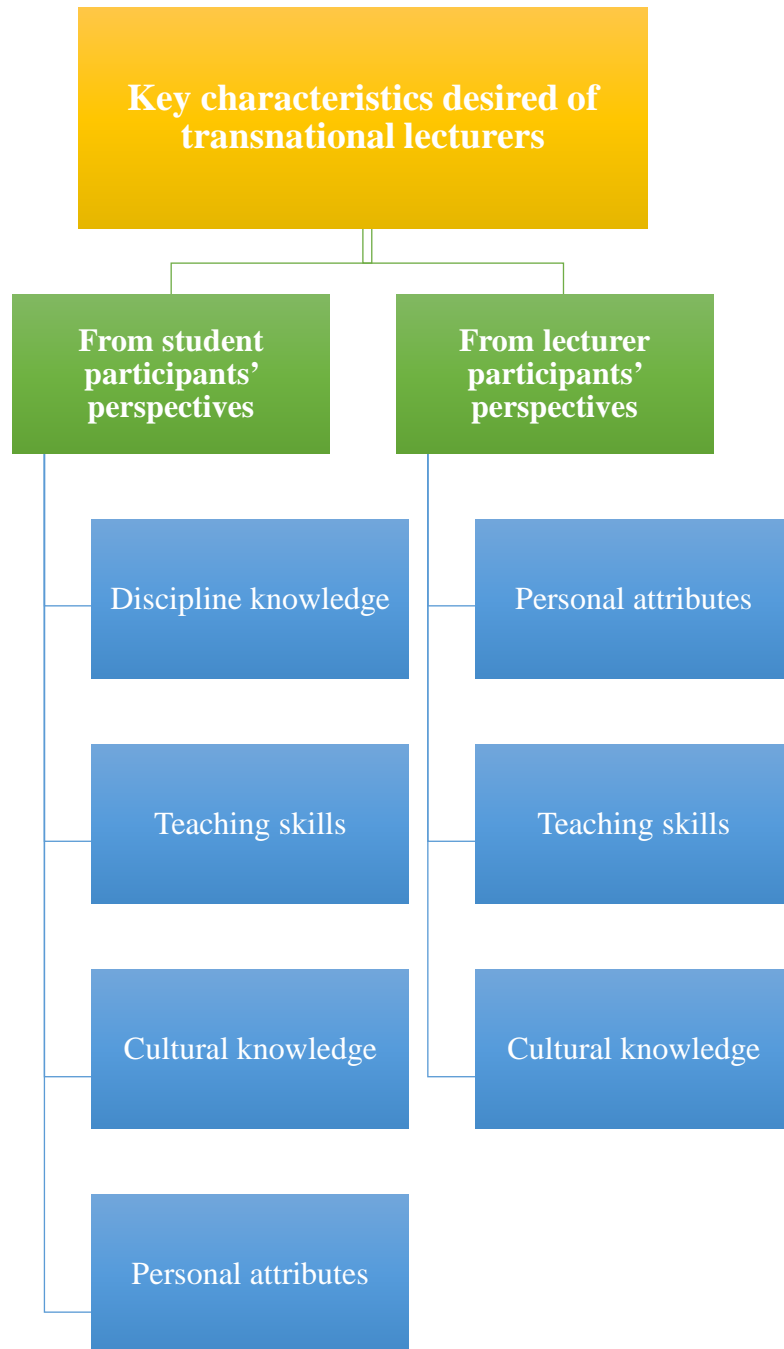 Key characteristics desired of
transnational lecturers
From student
participants’
perspectives
From lecturer
participants’
perspectives
Discipline knowledge
Personal attributes
Teaching skills
Teaching skills
Cultural knowledge
Cultural knowledge
Personal attributes